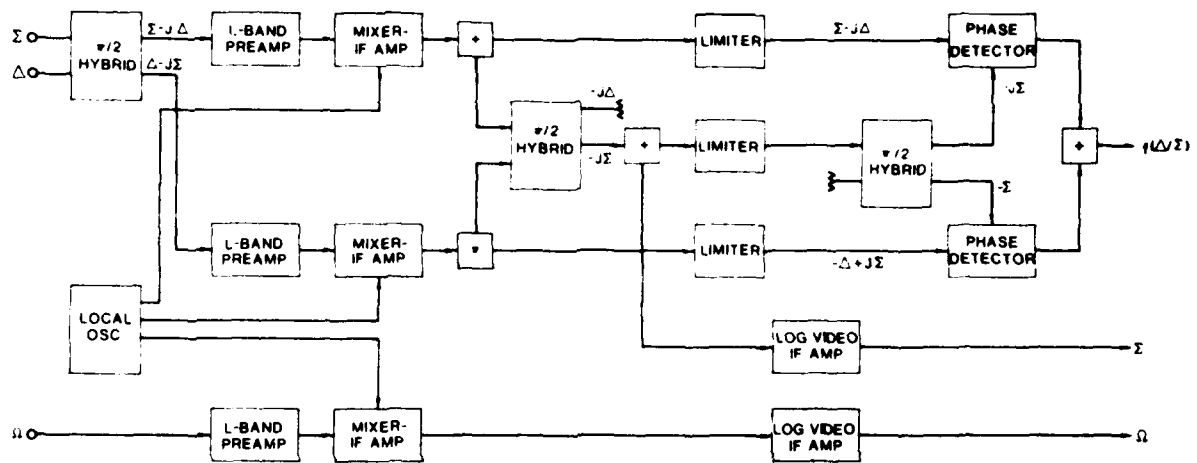 Σ
Δ
π/2
HYBRID
Σ-JΔ
Δ-JΣ
L-BAND
PREAMP
MIXER-
IF AMP
+
LIMITER
Σ-JΔ
PHASE
DETECTOR
-JΔ
-JΣ
π/2
HYBRID
+
LIMITER
π/2
HYBRID
-JΣ
-Σ
+
f(Δ/Σ)
L-BAND
PREAMP
MIXER-
IF AMP
LIMITER
-Δ+JΣ
PHASE
DETECTOR
LOCAL
OSC
LOG VIDEO
IF AMP
Σ
Ω
L-BAND
PREAMP
MIXER-
IF AMP
LOG VIDEO
IF AMP
Ω